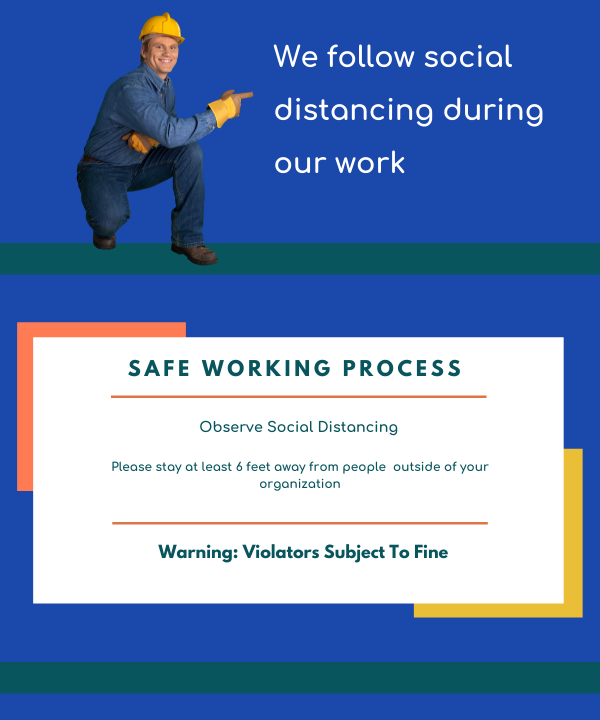 We follow social
distancing during
our work
SAFE WORKING PROCESS
Observe Social Distancing
Please stay at least 6 feet away from people outside of your
organization
Warning: Violators Subject To Fine